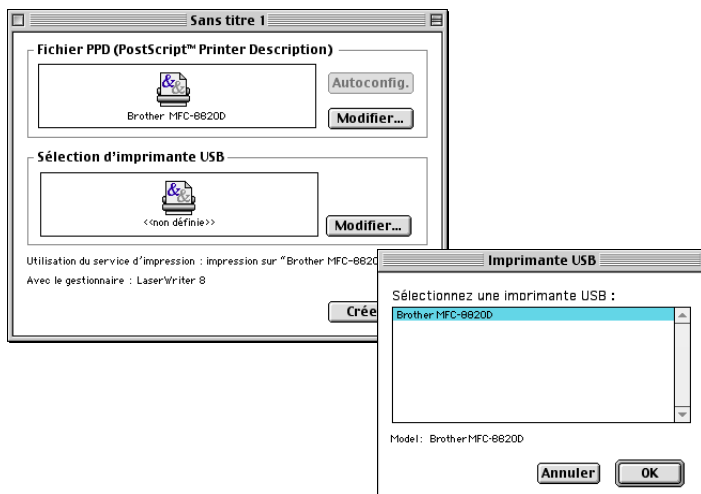 Sans titre 1
Fichier PPD (PostScript™ Printer Description)
Autoconfig.
Brother MFC-8820D
Modifier...
Sélection d'imprimante USB
<<non définie>>
Modifier...
Utilisation du service d'impression : impression sur "Brother MFC-8820
Avec le gestionnaire : LaserWriter 8
Crée
Imprimante USB
Sélectionnez une imprimante USB :
Brother MFC-8820D
Model : BrotherMFC-8820D
Annuler
OK